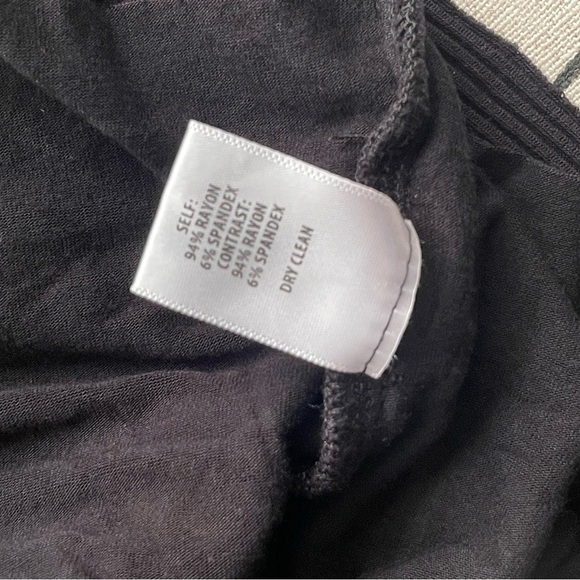 SELF:
94% RAYON
6% SPANDEX
CONTRAST:
94% RAYON
6% SPANDEX
DRY CLEAN